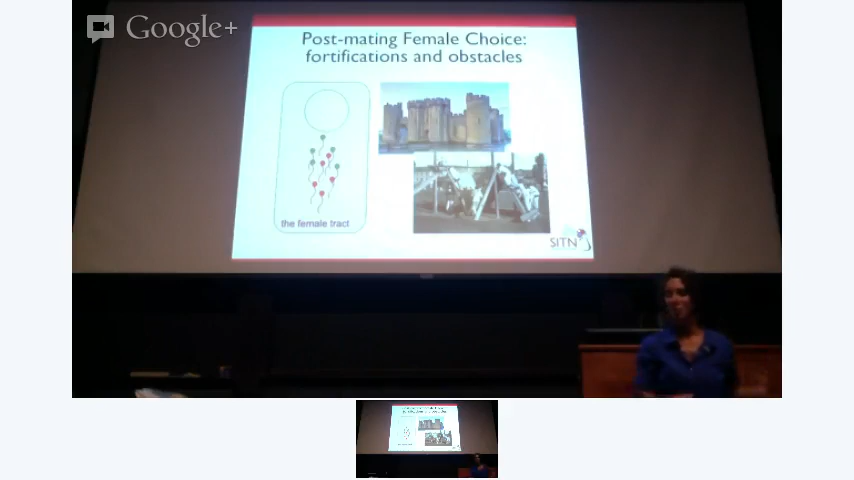 Google+
Post-mating Female Choice:
fortifications and obstacles
the female tract
SITN